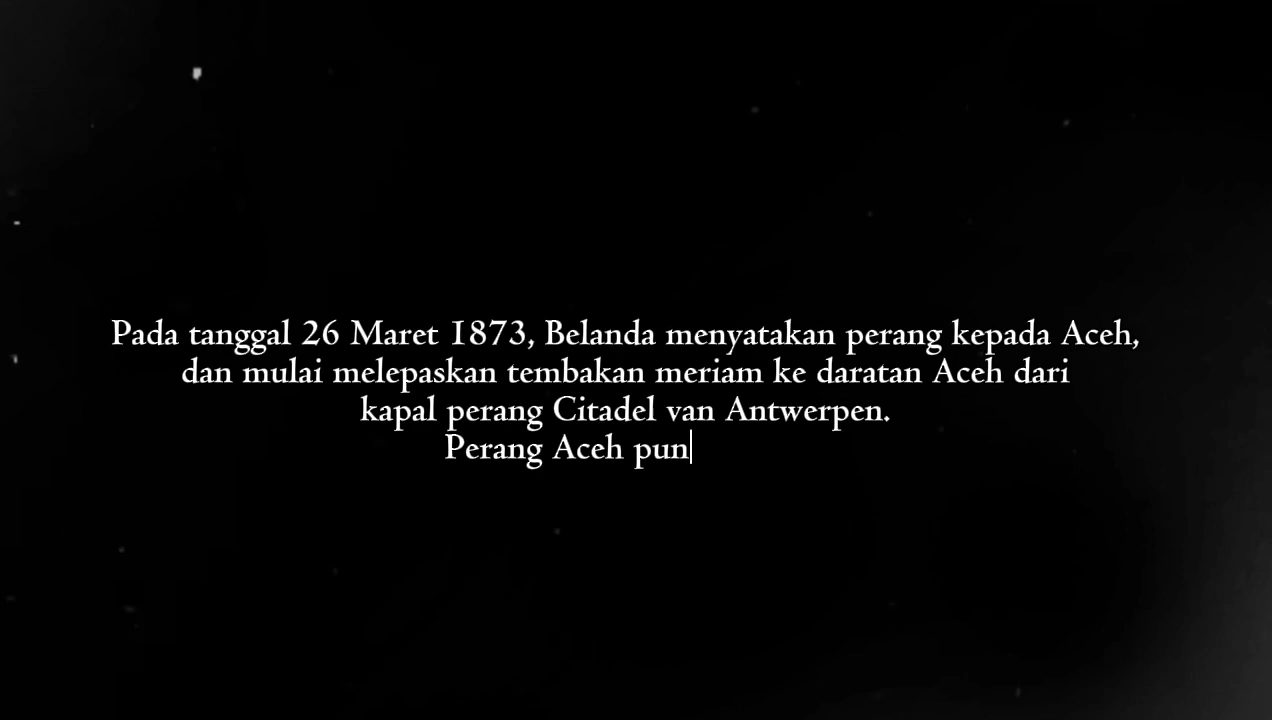 Pada tanggal 26 Maret 1873, Belanda menyatakan perang kepada Aceh,
dan mulai melepaskan tembakan meriam ke daratan Aceh dari
kapal perang Citadel van Antwerpen.
Perang Aceh pun